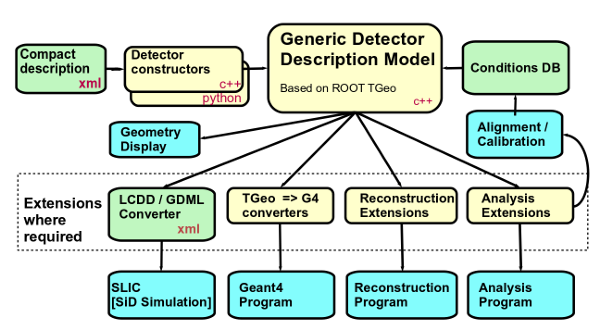 Compact
description
xml
Detector
constructors
c++
python
Generic Detector
Description Model
Based on ROOT TGeo
c++
Conditions DB
Geometry
Display
Alignment /
Calibration
Extensions
where
required
LCDD / GDML
Converter
xml
TGeo => G4
converters
Reconstruction
Extensions
Analysis
Extensions
SLIC
[SiD Simulation]
Geant4
Program
Reconstruction
Program
Analysis
Program